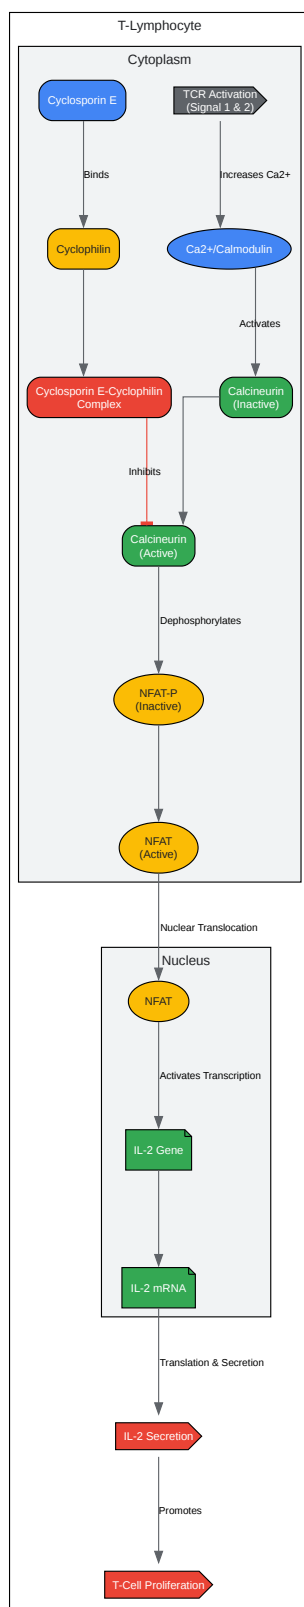 T-Lymphocyte
Cytoplasm
Cyclosporin E
TCR Activation
(Signal 1 & 2)
Binds
Increases Ca2+
Cyclophilin
Ca2+/Calmodulin
Activates
Cyclosporin E-Cyclophilin
Complex
Calcineurin
(Inactive)
Inhibits
Calcineurin
(Active)
Dephosphorylates
NFAT-P
(Inactive)
NFAT
(Active)
Nuclear Translocation
Nucleus
NFAT
Activates Transcription
IL-2 Gene
IL-2 mRNA
Translation & Secretion
IL-2 Secretion
Promotes
T-Cell Proliferation